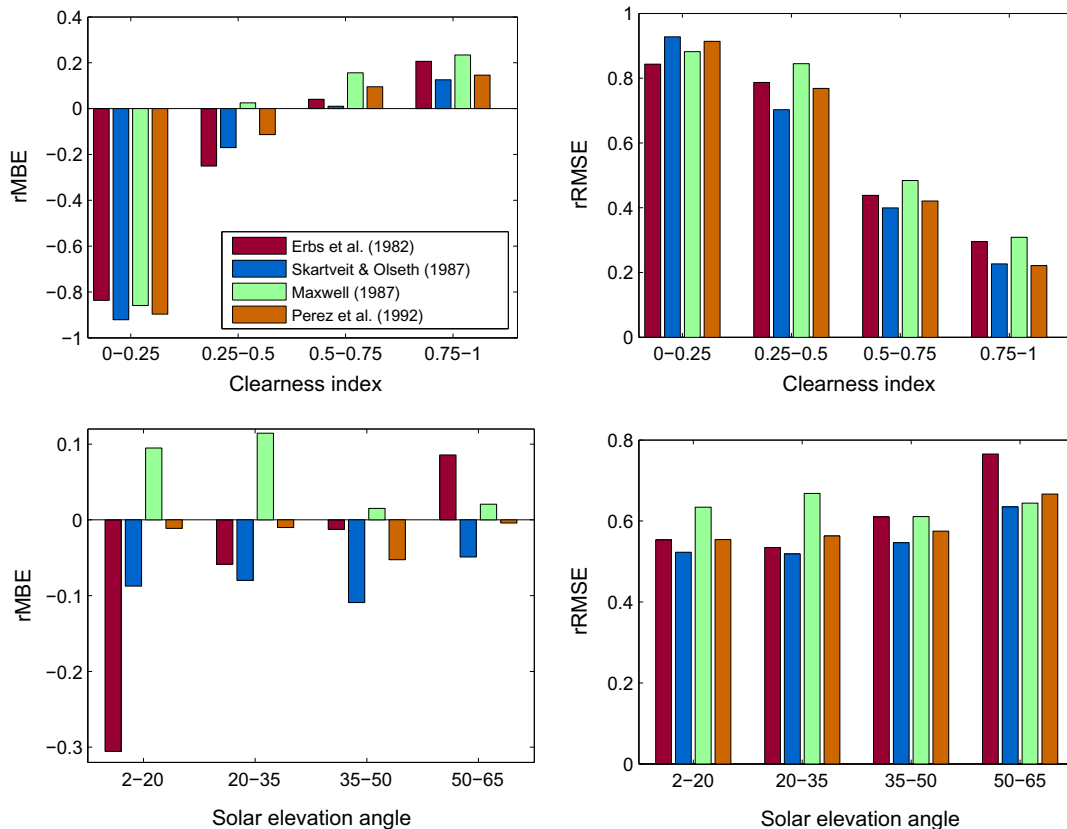 0.4
0.2
0
−0.2
−0.4
−0.6
−0.8
−1
rMBE
Erbs et al. (1982)
Skartveit & Olseth (1987)
Maxwell (1987)
Perez et al. (1992)
0−0.25 0.25−0.5 0.5−0.75 0.75−1
Clearness index
1
0.8
0.6
0.4
0.2
0
rRMSE
0−0.25 0.25−0.5 0.5−0.75 0.75−1
Clearness index
0.1
0
−0.1
−0.2
−0.3
rMBE
2−20 20−35 35−50 50−65
Solar elevation angle
0.8
0.6
0.4
0.2
0
rRMSE
2−20 20−35 35−50 50−65
Solar elevation angle